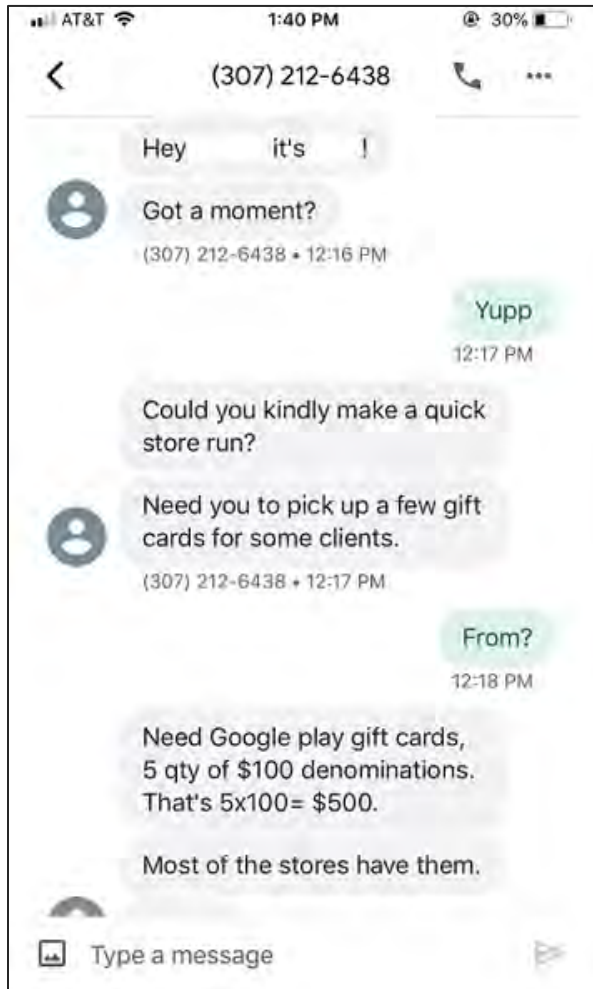 AT&T 1:40 PM 30%
(307) 212-6438
Hey it's !
Got a moment?
(307) 212-6438 • 12:16 PM
Yupp
12:17 PM
Could you kindly make a quick
store run?
Need you to pick up a few gift
cards for some clients.
(307) 212-6438 • 12:17 PM
From?
12:18 PM
Need Google play gift cards,
5 qty of $100 denominations.
That's 5x100= $500.
Most of the stores have them.
Type a message